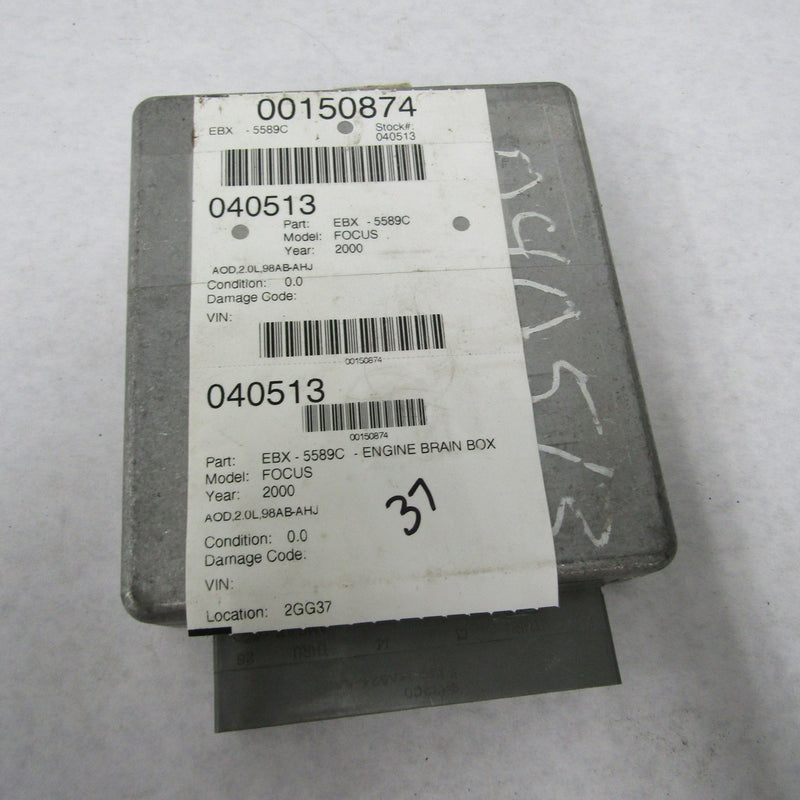 00150874
EBX - 5589C Stock#:
040513
040513
Part: EBX - 5589C
Model: FOCUS
Year: 2000
AOD,2.0L,98AB-AHJ
Condition: 0.0
Damage Code:
VIN:
00150874
040513
00150874
Part: EBX - 5589C - ENGINE BRAIN BOX
Model: FOCUS
Year: 2000
AOD,2.0L,98AB-AHJ
37
Condition: 0.0
Damage Code:
VIN:
Location: 2GG37
040513